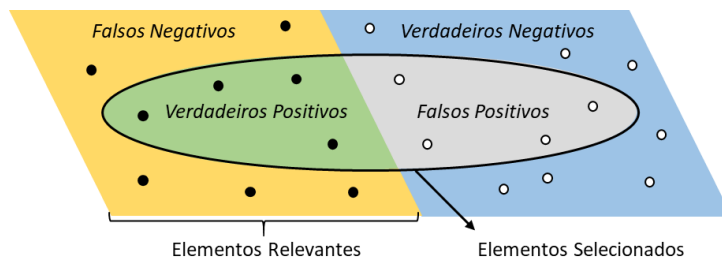 Falsos Negativos
Verdadeiros Negativos
Verdadeiros Positivos
Falsos Positivos
Elementos Relevantes
Elementos Selecionados